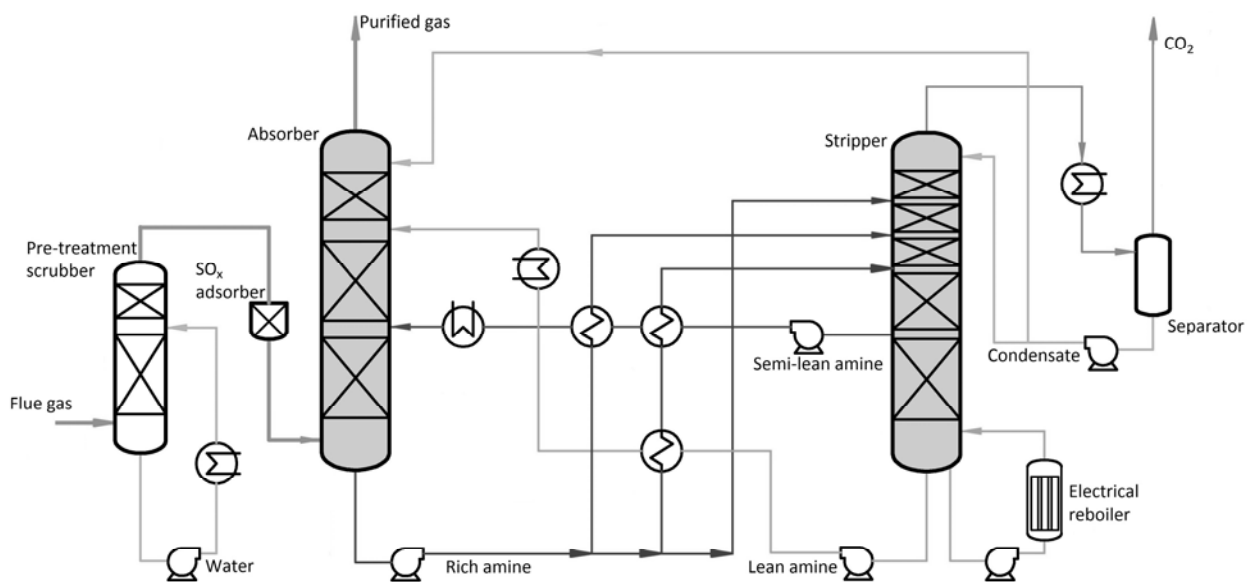 Purified gas
CO₂
Absorber
Stripper
Pre-treatment
scrubber
SOₓ
adsorber
Separator
Semi-lean amine
Condensate
Flue gas
Electrical
reboiler
Water
Rich amine
Lean amine